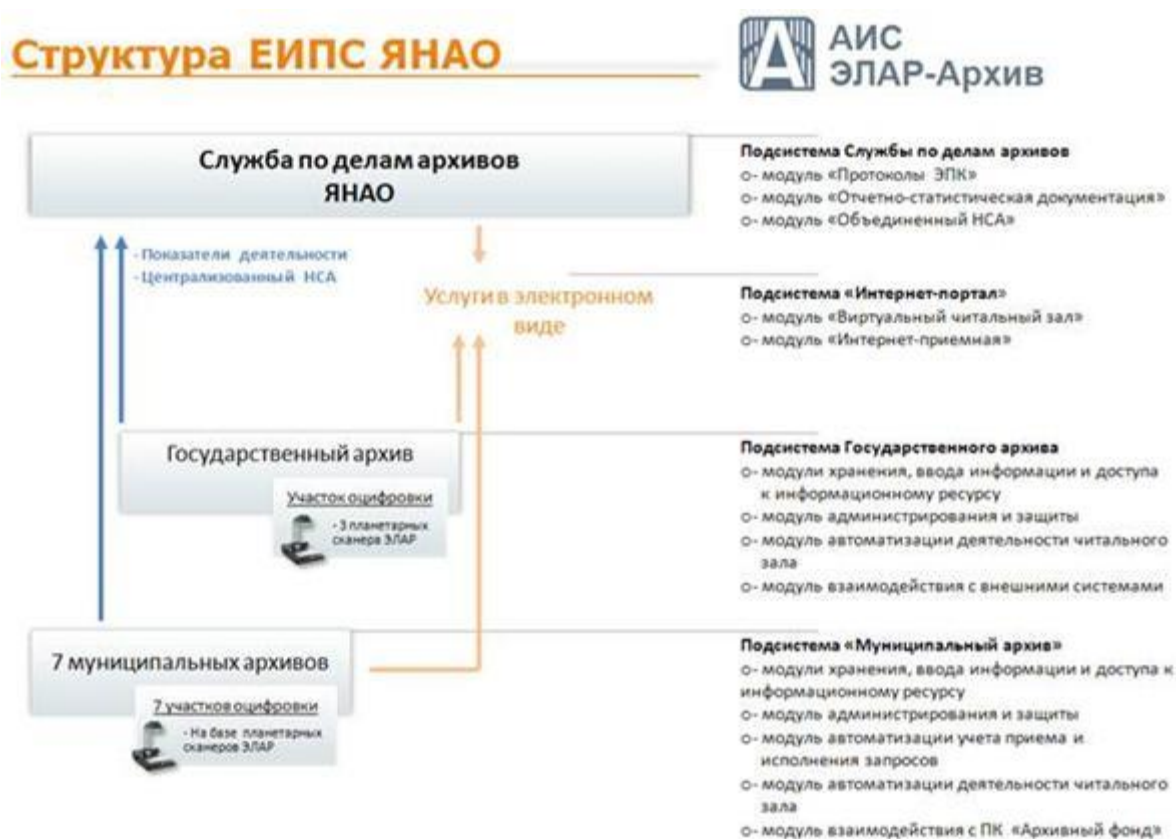 Структура ЕИПС ЯНАО
АИС
ЭЛАР-Архив
Служба по делам архивов
ЯНАО
- Показатели деятельности
- Централизованный НСА
Услуги в электронном
виде
Государственный архив
Участок оцифровки
- 3 планетарных
сканера ЭЛАР
7 муниципальных архивов
7 участков оцифровки
- На базе планетарных
сканеров ЭЛАР
Подсистема Службы по делам архивов
о- модуль «Протоколы ЭПК»
о- модуль «Отчетно-статистическая документация»
о- модуль «Объединенный НСА»
Подсистема «Интернет-портал»
о- модуль «Виртуальный читальный зал»
о- модуль «Интернет-приемная»
Подсистема Государственного архива
о- модули хранения, ввода информации и доступа
к информационному ресурсу
о- модуль администрирования и защиты
о- модуль автоматизации деятельности читального
зала
о- модуль взаимодействия с внешними системами
Подсистема «Муниципальный архив»
о- модули хранения, ввода информации и доступа к
информационному ресурсу
о- модуль администрирования и защиты
о- модуль автоматизации учета приема и
исполнения запросов
о- модуль автоматизации деятельности читального
зала
о- модуль взаимодействия с ПК «Архивный фонд»